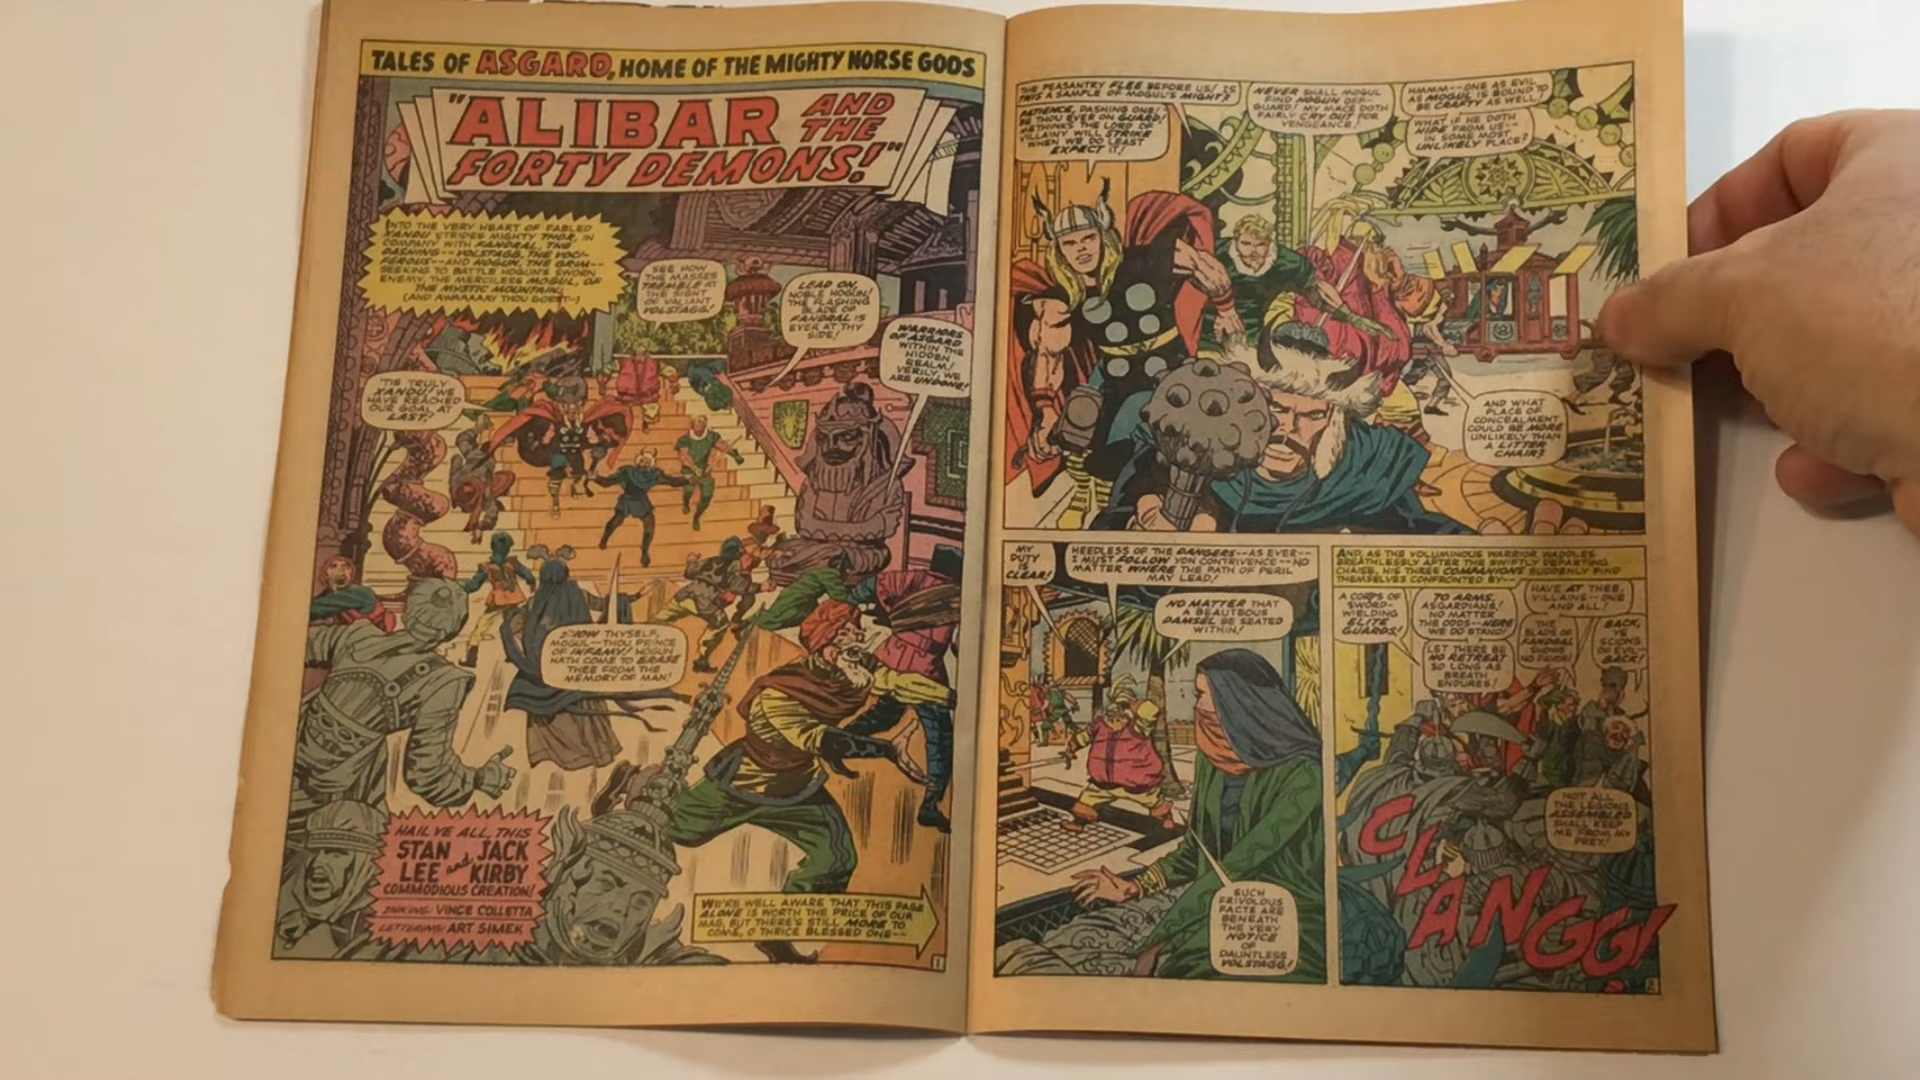 TALES OF ASGARD, HOME OF THE MIGHTY NORSE GODS
"ALIBAR AND
THE
FORTY DEMONS!"
INTO THE VERY HEART OF FABLED
XANDU STRIDES MIGHTY THOR, IN
COMPANY WITH FANDRAL, THE
DASHING-- VOLSTAGG, THE VOCI-
FEROUS-- AND HOGUN, THE GRIM--
SEEKING TO BATTLE HOGUN'S SWORN
ENEMY, THE MERCILESS MOGUL, OF
THE MYSTIC MOUNTAIN!
(AND AWAAAAAY THOU GOEST--)
SEE HOW
THE MASSES
TREMBLE AT
THE SIGHT
OF VALIANT
VOLSTAGG!
LEAD ON,
NOBLE HOGUN!
THE FLASHING
BLADE OF
FANDRAL IS
EVER AT THY
SIDE!
WARRIORS
OF ASGARD
WITHIN THE
HIDDEN
REALM!
VERILY, WE
ARE UNDONE!
'TIS TRULY
XANDU! WE
HAVE REACHED
OUR GOAL AT
LAST!
SHOW THYSELF,
MOGUL--THOU PRINCE
OF INFAMY! HOGUN
HATH COME TO ERASE
THEE FROM THE
MEMORY OF MAN!
HAIL YE ALL, THIS
STAN and JACK
LEE KIRBY
COMMODIOUS CREATION!
INKING: VINCE COLLETTA
LETTERING: ART SIMEK
WE'RE WELL AWARE THAT THIS PAGE
ALONE IS WORTH THE PRICE OF OUR
MAG, BUT THERE'S STILL MORE TO
COME, O THRICE BLESSED ONE--
1
THE PEASANTRY FLEE BEFORE US! IS
THIS A SAMPLE OF MOGUL'S MIGHT?
PATIENCE, DASHING ONE!
BE THOU EVER ON GUARD!
METHINKS THE LORD OF
VILLAINY WILL STRIKE
WHEN WE DO LEAST
EXPECT IT!
NEVER SHALL MOGUL
FIND HOGUN OFF-
GUARD! MY MACE DOTH
FAIRLY CRY OUT FOR
VENGEANCE!
HMMM--ONE AS EVIL
AS MOGUL IS BOUND TO
BE CRAFTY AS WELL!
WHAT IF HE DOTH
HIDE FROM US--
IN SOME MOST
UNLIKELY PLACE?
AND WHAT
PLACE OF
CONCEALMENT
COULD BE MORE
UNLIKELY THAN
A LITTER
CHAIR?
MY
DUTY
IS
CLEAR!
HEEDLESS OF THE DANGERS--AS EVER--
I MUST FOLLOW YON CONTRIVENCE--NO
MATTER WHERE THE PATH OF PERIL
MAY LEAD!
NO MATTER THAT
A BEAUTEOUS
DAMSEL BE SEATED
WITHIN!
SUCH
FRIVOLOUS
FACTS ARE
BENEATH
THE VERY
NOTICE
OF
DAUNTLESS
VOLSTAGG!
AND, AS THE VOLUMINOUS WARRIOR WADDLES
BREATHLESSLY AFTER THE SWIFTLY DEPARTING
CHAISE, HIS THREE COMPANIONS SUDDENLY FIND
THEMSELVES CONFRONTED BY--
A CORPS OF
SWORD-
WIELDING
ELITE
GUARDS!
TO ARMS,
ASGARDIANS!
NO MATTER
THE ODDS--HERE
WE DO STAND!
LET THERE BE
NO RETREAT
SO LONG AS
BREATH
ENDURES!
HAVE AT THEE,
VILLAINS--ONE
AND ALL!
THE
BLADE OF
FANDRAL
SHOWS
NO FAVOR!
BACK,
YE
SCIONS
OF EVIL--
BACK!
NOT ALL
THE LEGIONS
ASSEMBLED
SHALL KEEP
ME FROM MY
PREY!
CLANGG!
2